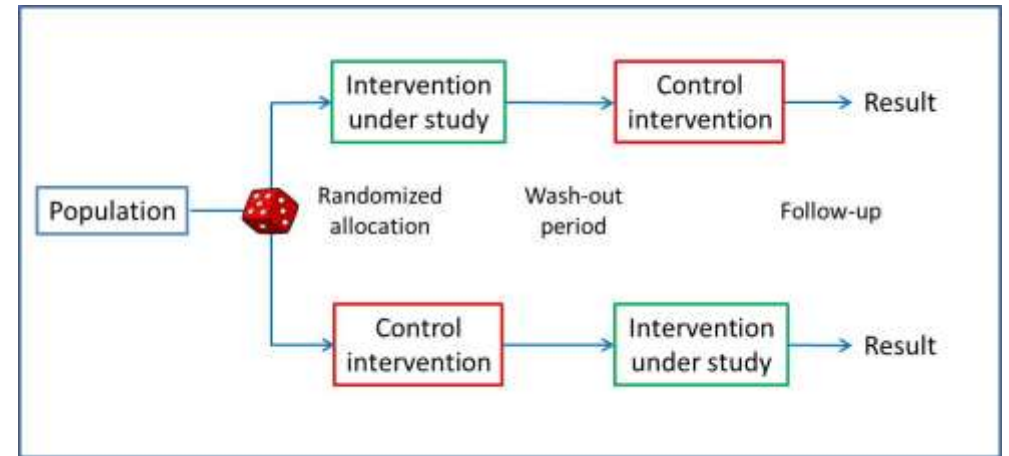 Intervention
under study
Control
intervention
Result
Population
Randomized
allocation
Wash-out
period
Follow-up
Control
intervention
Intervention
under study
Result